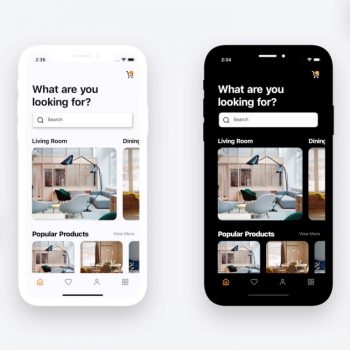 2:36
What are you
looking for?
Search
Living Room Dining
Popular Products View More
2:34
What are you
looking for?
Search
Living Room Dining
Popular Products View More